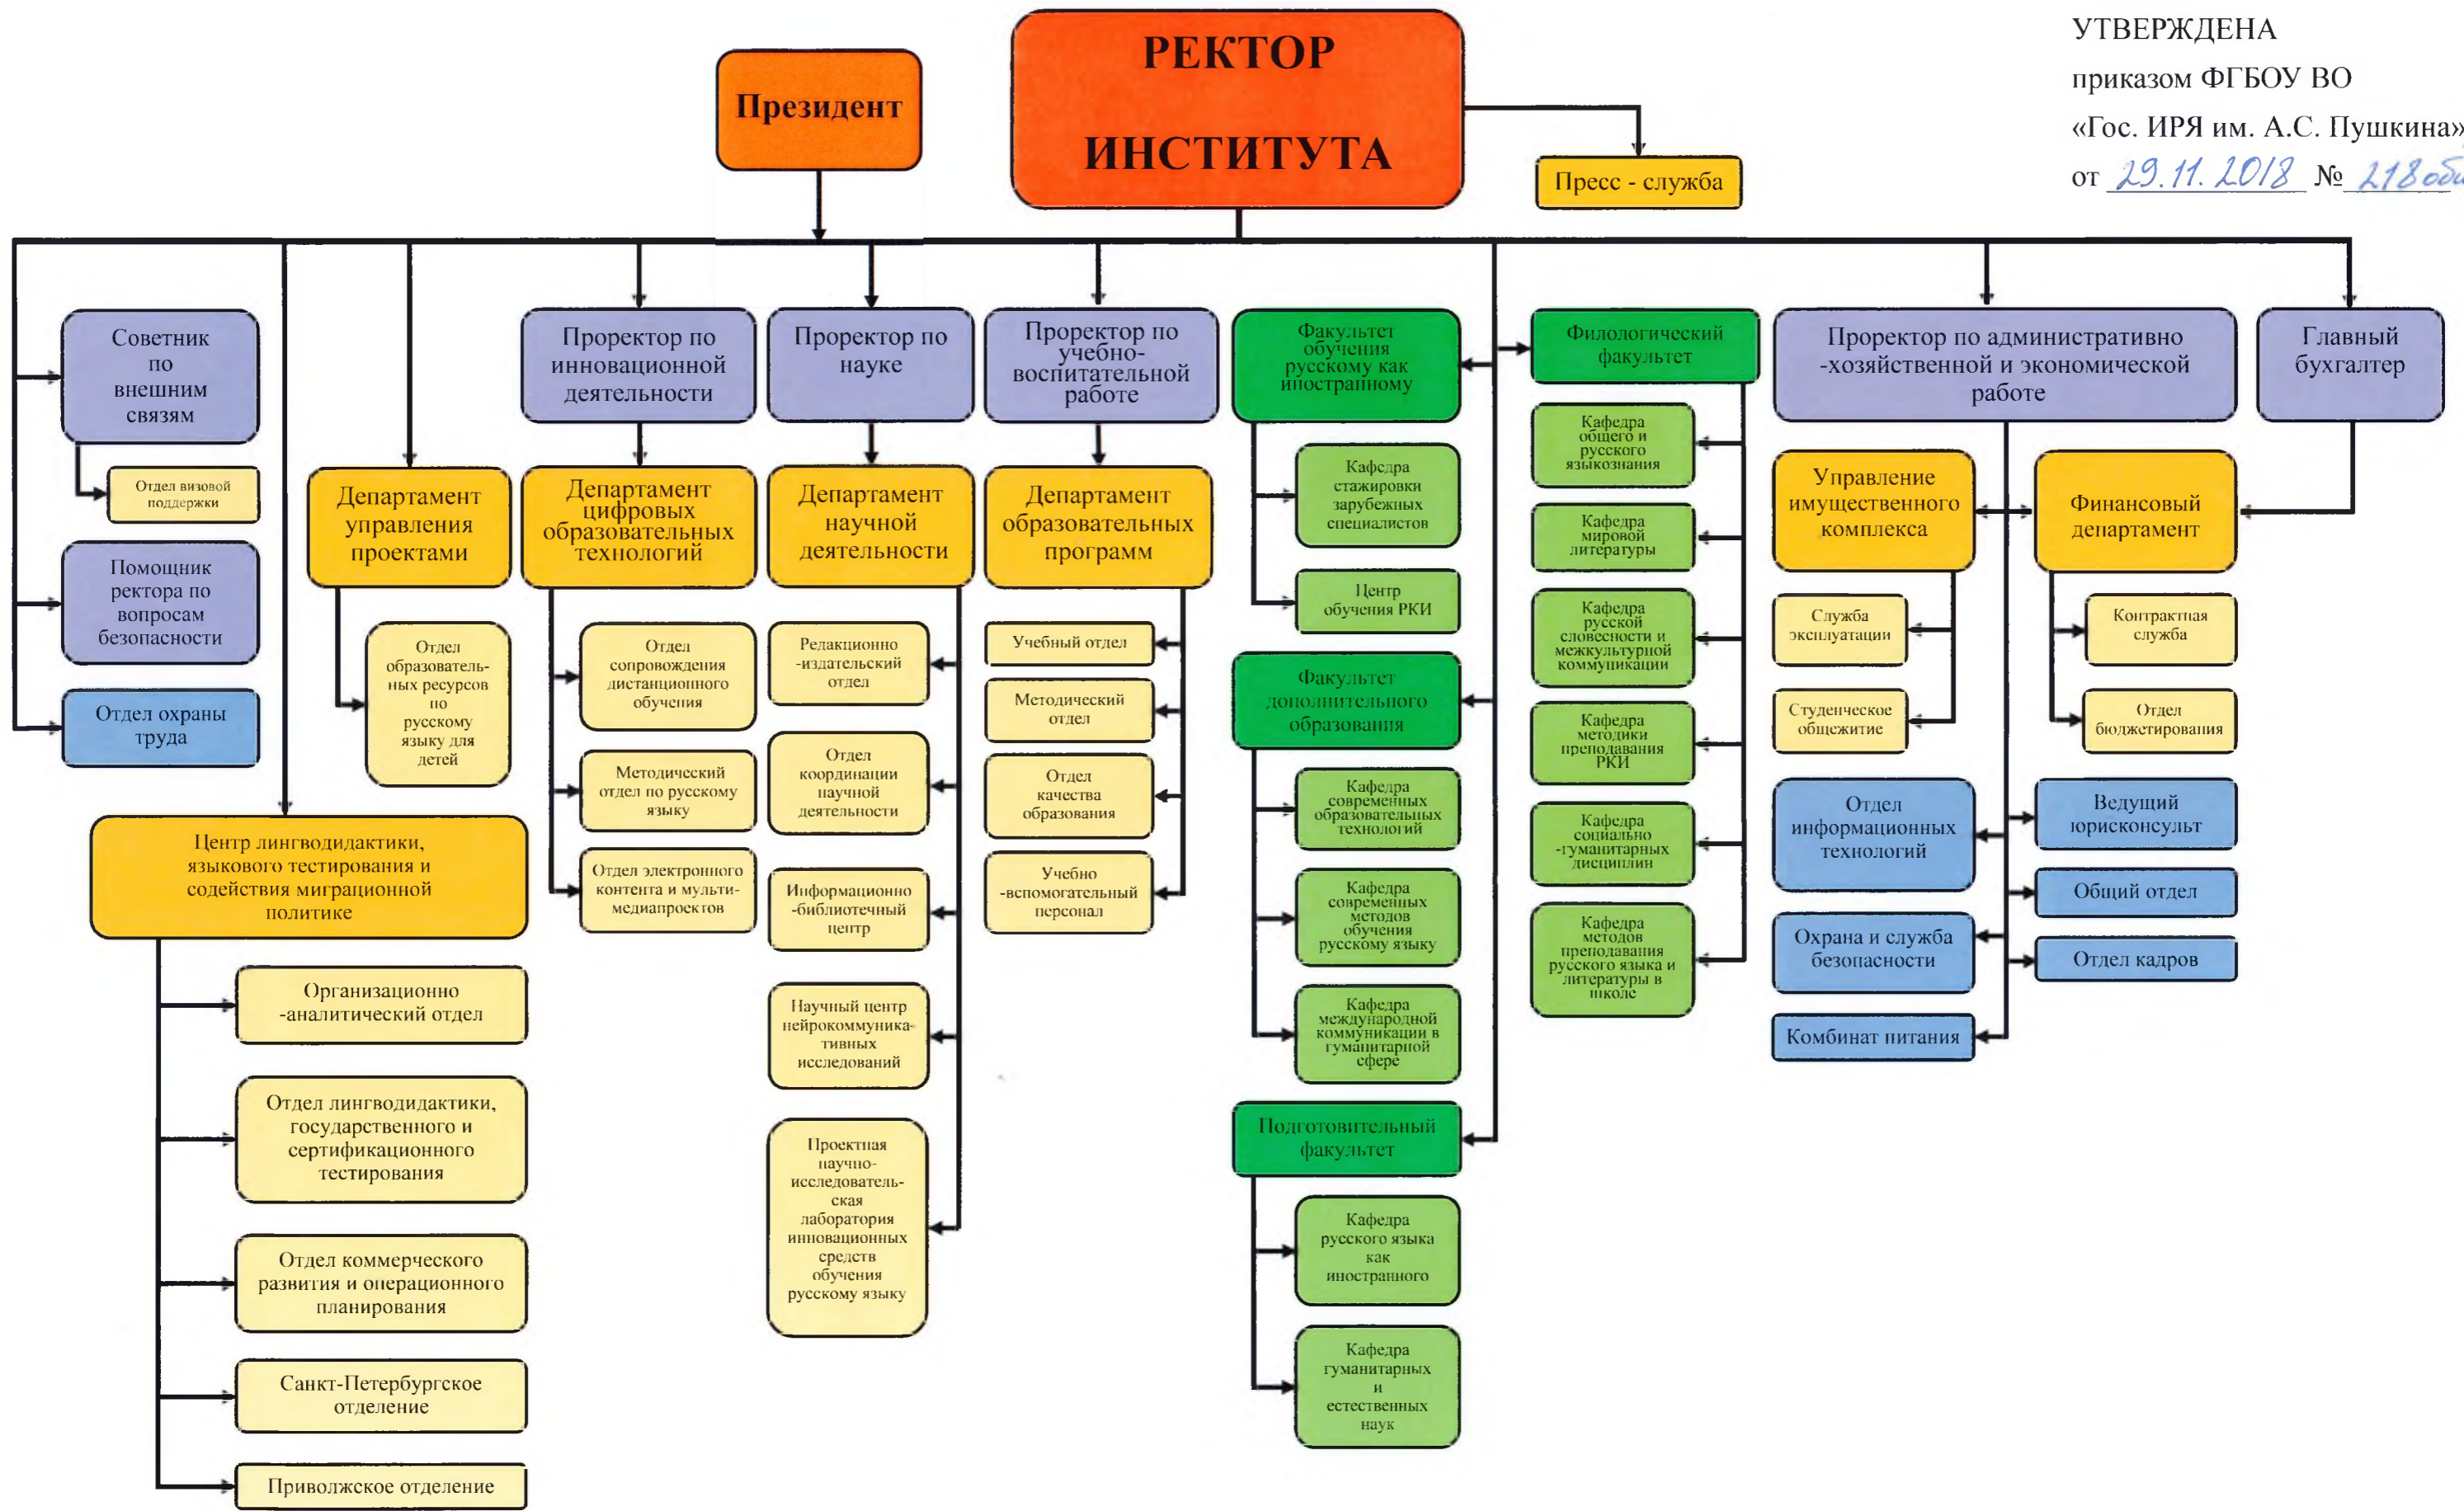 УТВЕРЖДЕНА
приказом ФГБОУ ВО
«Гос. ИРЯ им. А.С. Пушкина»
от 29.11.2018 № 218
РЕКТОР
ИНСТИТУТА
Президент
Пресс - служба
Советник
по
внешним
связям
Отдел визовой
поддержки
Помощник
ректора по
вопросам
безопасности
Отдел охраны
труда
Центр лингводидактики,
языкового тестирования и
содействия миграционной
политике
Организационно
-аналитический отдел
Отдел лингводидактики,
государственного и
сертификационного
тестирования
Отдел коммерческого
развития и операционного
планирования
Санкт-Петербургское
отделение
Приволжское отделение
Департамент
управления
проектами
Отдел
образователь-
ных ресурсов
по
русскому
языку для
детей
Проректор по
инновационной
деятельности
Департамент
цифровых
образовательных
технологий
Отдел
сопровождения
дистанционного
обучения
Методический
отдел по русскому
языку
Отдел электронного
контента и мульти-
медиапроектов
Проректор по
науке
Департамент
научной
деятельности
Редакционно
-издательский
отдел
Отдел
координации
научной
деятельности
Информационно
-библиотечный
центр
Научный центр
нейрокоммуника-
тивных
исследований
Проектная
научно-
исследователь-
ская
лаборатория
инновационных
средств
обучения
русскому языку
Проректор по
учебно-
воспитательной
работе
Департамент
образовательных
программ
Учебный отдел
Методический
отдел
Отдел
качества
образования
Учебно
-вспомогательный
персонал
Факультет
обучения
русскому как
иностранному
Кафедра
стажировки
зарубежных
специалистов
Центр
обучения РКИ
Факультет
дополнительного
образования
Кафедра
современных
образовательных
технологий
Кафедра
современных
методов
обучения
русскому языку
Кафедра
международной
коммуникации в
гуманитарной
сфере
Подготовительный
факультет
Кафедра
русского языка
как
иностранного
Кафедра
гуманитарных
и
естественных
наук
Филологический
факультет
Кафедра
общего и
русского
языкознания
Кафедра
мировой
литературы
Кафедра
русской
словесности и
межкультурной
коммуникации
Кафедра
методики
преподавания
РКИ
Кафедра
социально
-гуманитарных
дисциплин
Кафедра
методов
преподавания
русского языка и
литературы в
школе
Проректор по административно
-хозяйственной и экономической
работе
Управление
имущественного
комплекса
Служба
эксплуатации
Студенческое
общежитие
Отдел
информационных
технологий
Охрана и служба
безопасности
Комбинат питания
Главный
бухгалтер
Финансовый
департамент
Контрактная
служба
Отдел
бюджетирования
Ведущий
юрисконсульт
Общий отдел
Отдел кадров